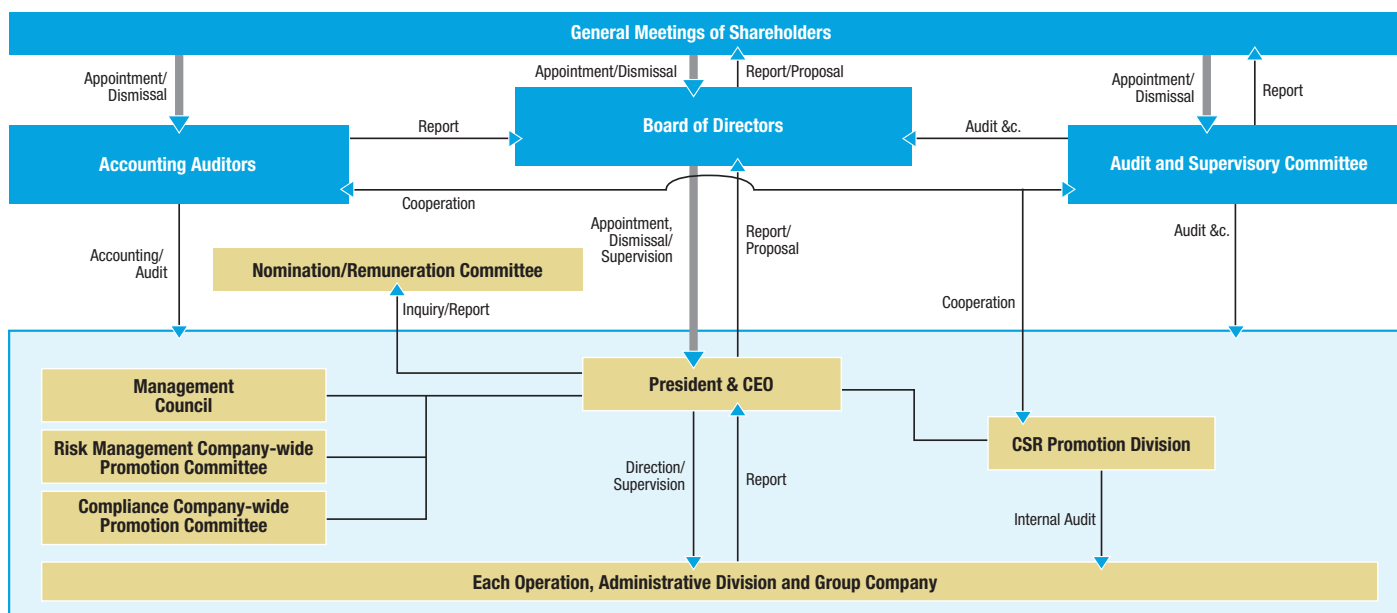 General Meetings of Shareholders
Appointment/
Dismissal
Appointment/Dismissal
Report/Proposal
Appointment/
Dismissal
Report
Board of Directors
Report
Audit &c.
Accounting Auditors
Audit and Supervisory Committee
Cooperation
Accounting/
Audit
Appointment,
Dismissal/
Supervision
Report/
Proposal
Audit &c.
Nomination/Remuneration Committee
Inquiry/Report
Cooperation
President & CEO
Management
Council
Risk Management Company-wide
Promotion Committee
Compliance Company-wide
Promotion Committee
CSR Promotion Division
Direction/
Supervision
Report
Internal Audit
Each Operation, Administrative Division and Group Company